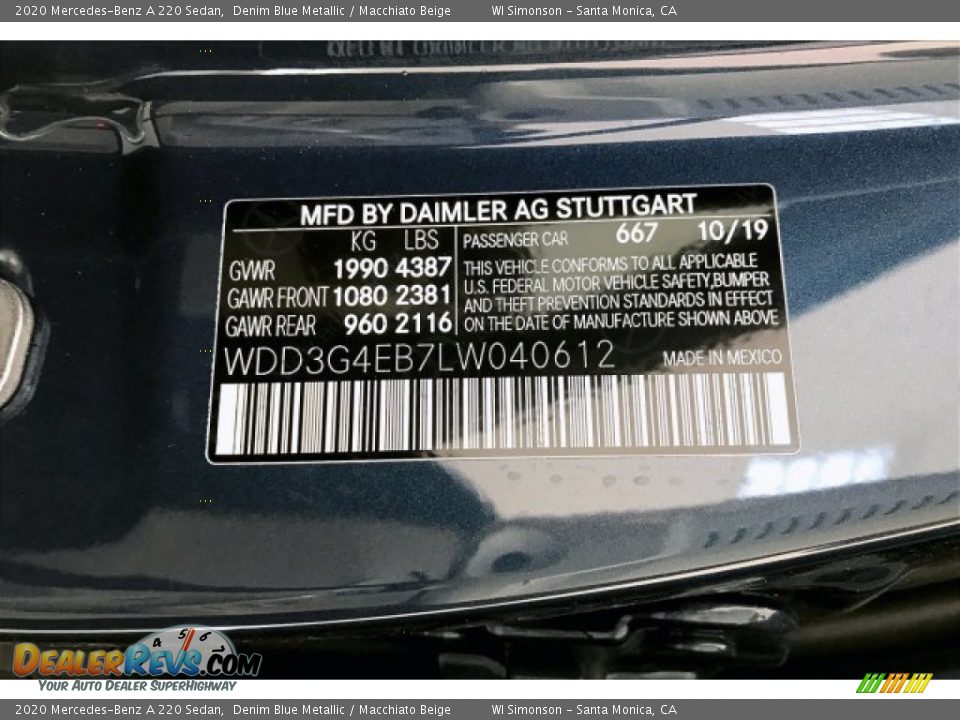 2020 Mercedes-Benz A 220 Sedan, Denim Blue Metallic / Macchiato Beige WI Simonson - Santa Monica, CA
MFD BY DAIMLER AG STUTTGART
KG LBS
GVWR 1990 4387
GAWR FRONT 1080 2381
GAWR REAR 960 2116
PASSENGER CAR 667 10/19
THIS VEHICLE CONFORMS TO ALL APPLICABLE
U.S. FEDERAL MOTOR VEHICLE SAFETY,BUMPER
AND THEFT PREVENTION STANDARDS IN EFFECT
ON THE DATE OF MANUFACTURE SHOWN ABOVE
WDD3G4EB7LW040612 MADE IN MEXICO
4 5 6
DEALERREVS.COM
YOUR AUTO DEALER SUPERHIGHWAY
2020 Mercedes-Benz A 220 Sedan, Denim Blue Metallic / Macchiato Beige WI Simonson - Santa Monica, CA